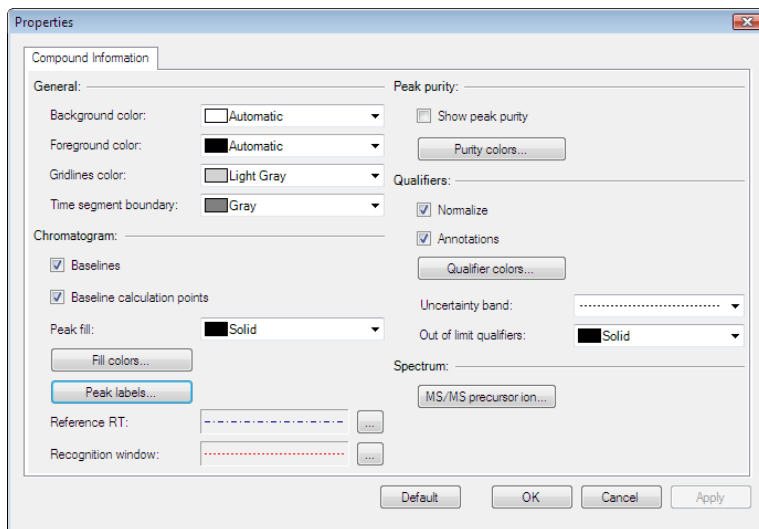 Properties
Compound Information
General:
Background color: Automatic
Foreground color: Automatic
Gridlines color: Light Gray
Time segment boundary: Gray
Chromatogram:
Baselines
Baseline calculation points
Peak fill: Solid
Fill colors...
Peak labels...
Reference RT: ...
Recognition window: ...
Peak purity:
Show peak purity
Purity colors...
Qualifiers:
Normalize
Annotations
Qualifier colors...
Uncertainty band:
Out of limit qualifiers: Solid
Spectrum:
MS/MS precursor ion...
Default OK Cancel Apply